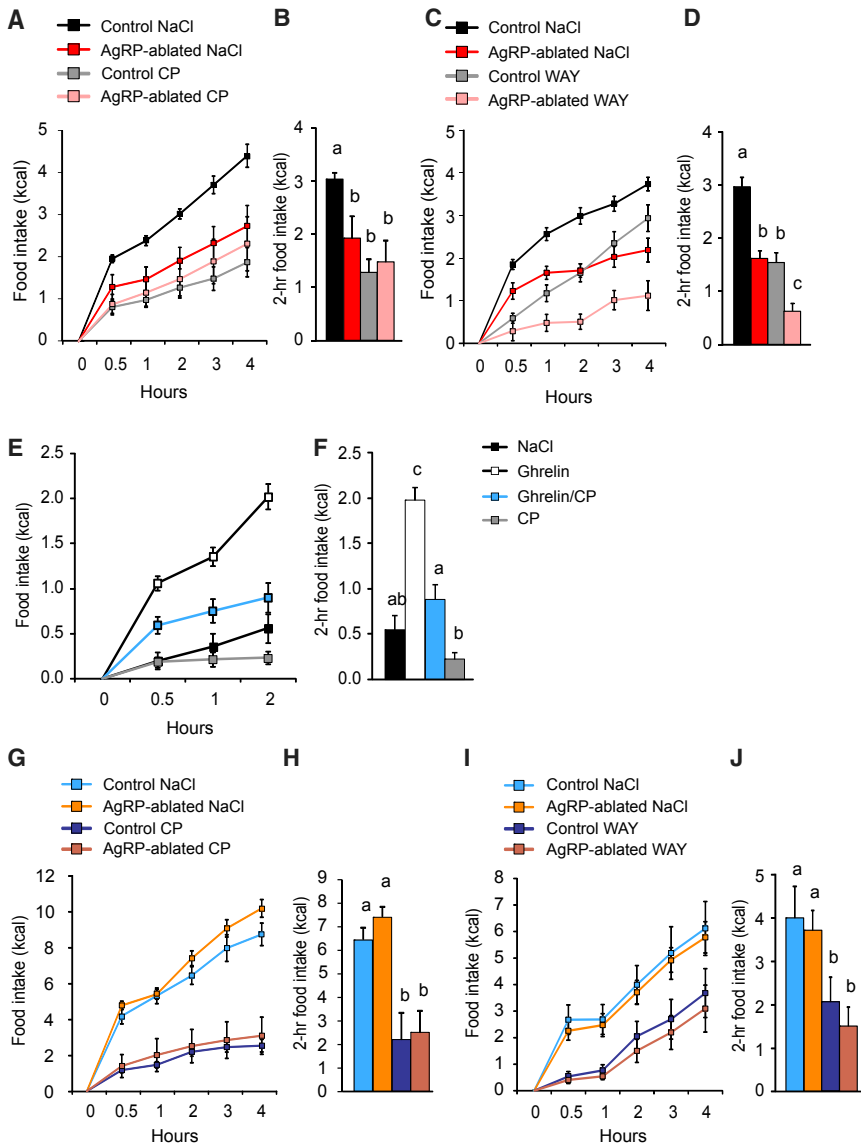 A
Control NaCl
AgRP-ablated NaCl
Control CP
AgRP-ablated CP
Food intake (kcal)
5
4
3
2
1
0
0 0.5 1 2 3 4
Hours
B
2-hr food intake (kcal)
4
3
2
1
0
a
b
b
b
C
Control NaCl
AgRP-ablated NaCl
Control WAY
AgRP-ablated WAY
Food intake (kcal)
5
4
3
2
1
0
0 0.5 1 2 3 4
Hours
D
2-hr food intake (kcal)
4
3
2
1
0
a
b
b
c
E
Food intake (kcal)
2.5
2.0
1.5
1.0
0.5
0.0
0 0.5 1 2
Hours
F
2-hr food intake (kcal)
2.5
2.0
1.5
1.0
0.5
0.0
ab
c
a
b
NaCl
Ghrelin
Ghrelin/CP
CP
G
Control NaCl
AgRP-ablated NaCl
Control CP
AgRP-ablated CP
Food intake (kcal)
12
10
8
6
4
2
0
0 0.5 1 2 3 4
Hours
H
2-hr food intake (kcal)
9
8
7
6
5
4
3
2
1
0
a
a
b
b
I
Control NaCl
AgRP-ablated NaCl
Control WAY
AgRP-ablated WAY
Food intake (kcal)
8
7
6
5
4
3
2
1
0
0 0.5 1 2 3 4
Hours
J
2-hr food intake (kcal)
5
4
3
2
1
0
a
a
b
b